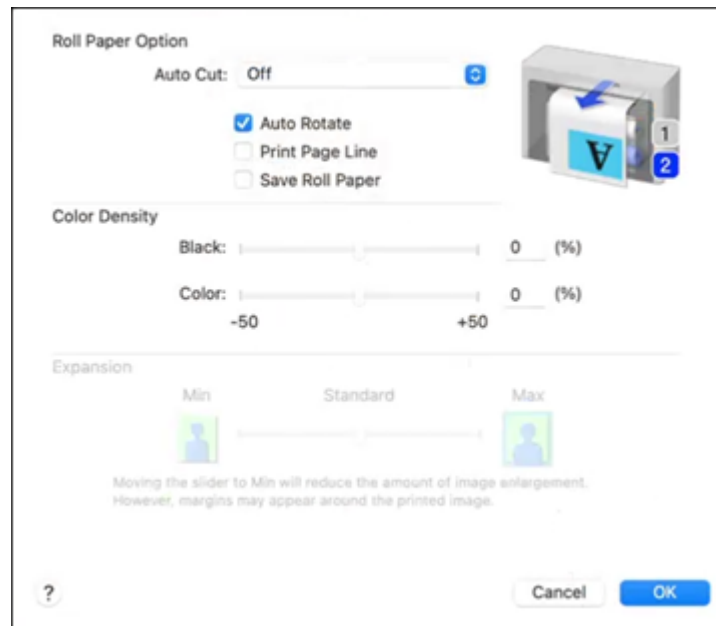 Roll Paper Option
Auto Cut: Off
Auto Rotate
Print Page Line
Save Roll Paper
1
2
A
Color Density
Black: 0 (%)
Color: 0 (%)
-50 +50
Expansion
Min Standard Max
Moving the slider to Min will reduce the amount of image enlargement.
However, margins may appear around the printed image.
? Cancel OK